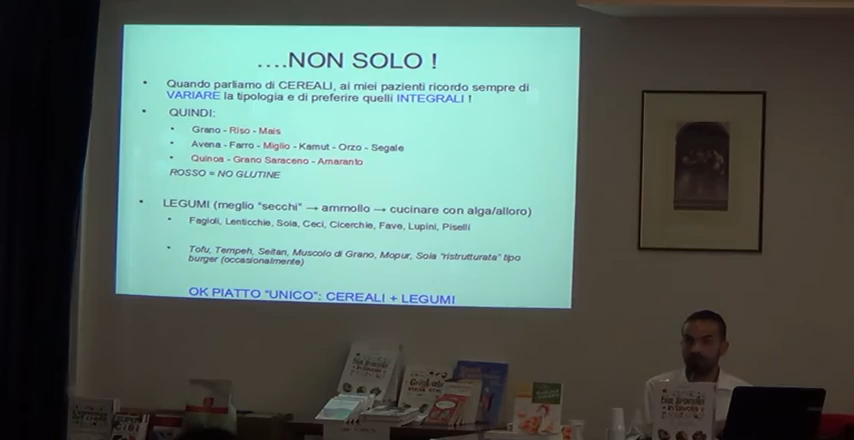 ....NON SOLO !
• Quando parliamo di CEREALI, ai miei pazienti ricordo sempre di
VARIARE la tipologia e di preferire quelli INTEGRALI !
• QUINDI:
• Grano - Riso - Mais
• Avena - Farro - Miglio - Kamut - Orzo - Segale
• Quinoa - Grano Saraceno - Amaranto
ROSSO = NO GLUTINE
• LEGUMI (meglio "secchi" → ammollo → cucinare con alga/alloro)
• Fagioli, Lenticchie, Soia, Ceci, Cicerchie, Fave, Lupini, Piselli
• Tofu, Tempeh, Seitan, Muscolo di Grano, Mopur, Soia "ristrutturata" tipo
burger (occasionalmente)
OK PIATTO "UNICO": CEREALI + LEGUMI